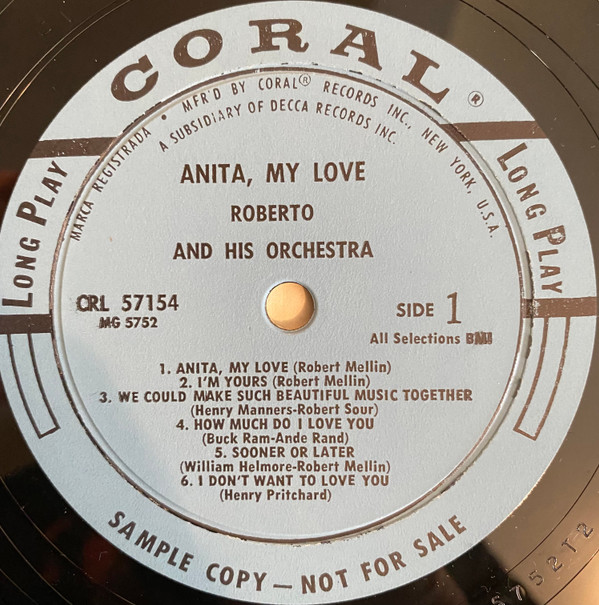 CORAL®
MARCA REGISTRADA • MFR'D BY CORAL® RECORDS INC., NEW YORK, U.S.A.
A SUBSIDIARY OF DECCA RECORDS INC.
LONG PLAY
LONG PLAY
ANITA, MY LOVE
ROBERTO
AND HIS ORCHESTRA
CRL 57154
MG 5752
SIDE 1
All Selections BMI
1. ANITA, MY LOVE (Robert Mellin)
2. I'M YOURS (Robert Mellin)
3. WE COULD MAKE SUCH BEAUTIFUL MUSIC TOGETHER
(Henry Manners-Robert Sour)
4. HOW MUCH DO I LOVE YOU
(Buck Ram-Ande Rand)
5. SOONER OR LATER
(William Helmore-Robert Mellin)
6. I DON'T WANT TO LOVE YOU
(Henry Pritchard)
SAMPLE COPY — NOT FOR SALE